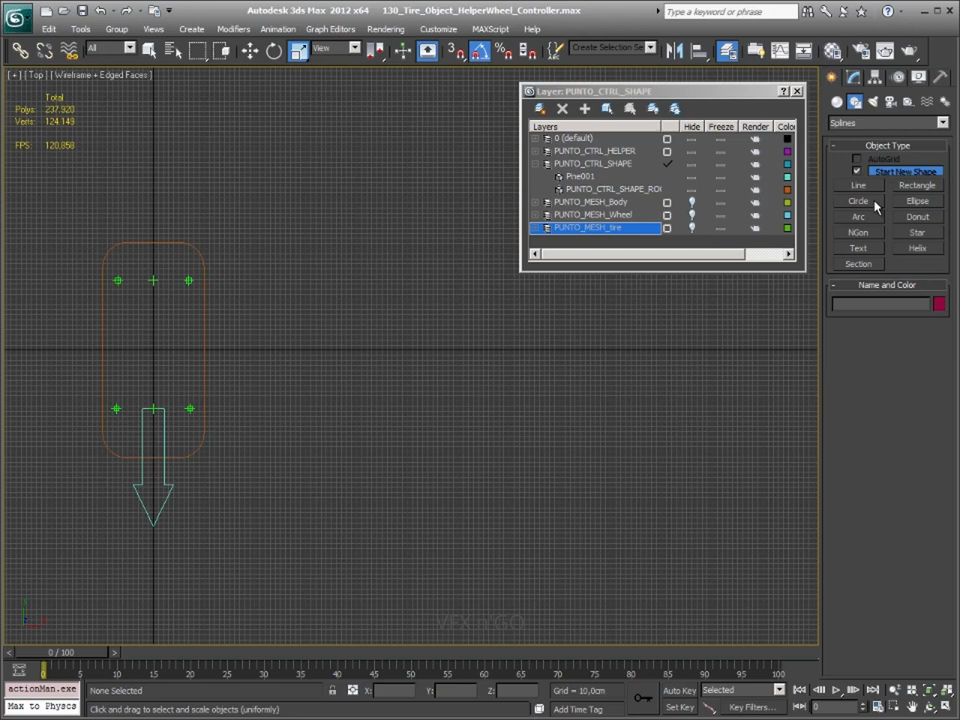 Autodesk 3ds Max 2012 x64 130_Tire_Object_HelperWheel_Controller.max
Type a keyword or phrase
Edit Tools Group Views Create Modifiers Animation Graph Editors Rendering Customize MAXScript Help
All View Create Selection Se
[ + ] [ Top ] [ Wireframe + Edged Faces ]
Total
Polys: 237,920
Verts: 124,149
FPS: 120,858
Layer: PUNTO_CTRL_SHAPE
Layers Hide Freeze Render Color
0 (default)
PUNTO_CTRL_HELPER
PUNTO_CTRL_SHAPE
Pne001
PUNTO_CTRL_SHAPE_RO
PUNTO_MESH_Body
PUNTO_MESH_Wheel
PUNTO_MESH_tire
Splines
Object Type
AutoGrid
Start New Shape
Line Rectangle
Circle Ellipse
Arc Donut
NGon Star
Text Helix
Section
Name and Color
VFX n'GO
0 / 100
0 5 10 15 20 25 30 35 40 45 50 55 60 65 70 75 80 85 90 95 100
actionMan.exe
None Selected X: Y: Z: Grid = 10,0cm Auto Key Selected
Max to Physcs
Click and drag to select and scale objects (uniformly) Add Time Tag Set Key Key Filters... 0